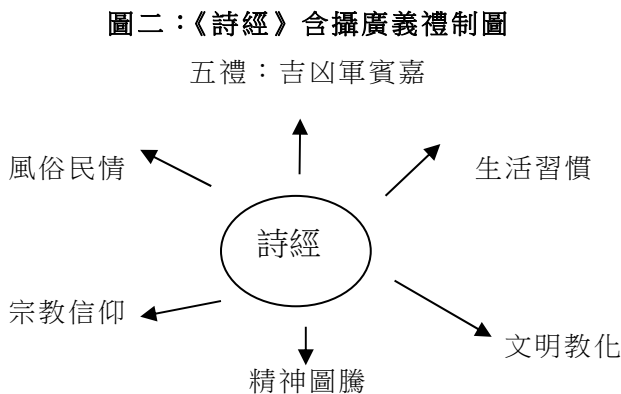 圖二：《詩經》含攝廣義禮制圖
五禮：吉凶軍賓嘉
風俗民情
生活習慣
詩經
宗教信仰
文明教化
精神圖騰